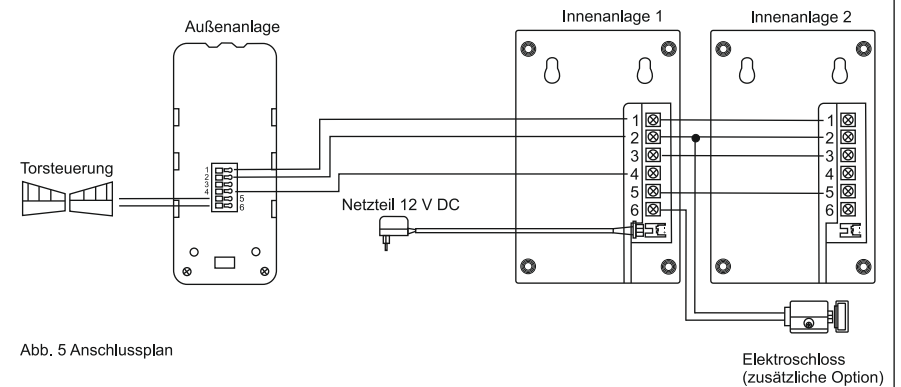 Außenanlage
Innenanlage 1
Innenanlage 2
Torsteuerung
1
2
3
4
5
6
Netzteil 12 V DC
1
2
3
4
5
6
1
2
3
4
5
6
Abb. 5 Anschlussplan
Elektroschloss
(zusätzliche Option)